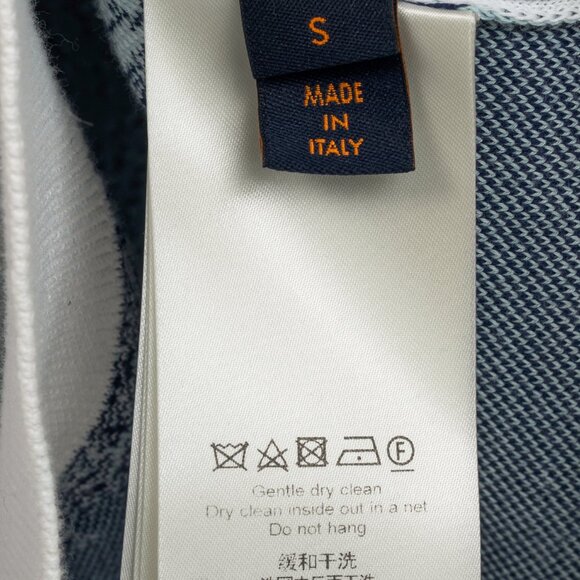 S
MADE
IN
ITALY
F
Gentle dry clean
Dry clean inside out in a net
Do not hang
缓和干洗